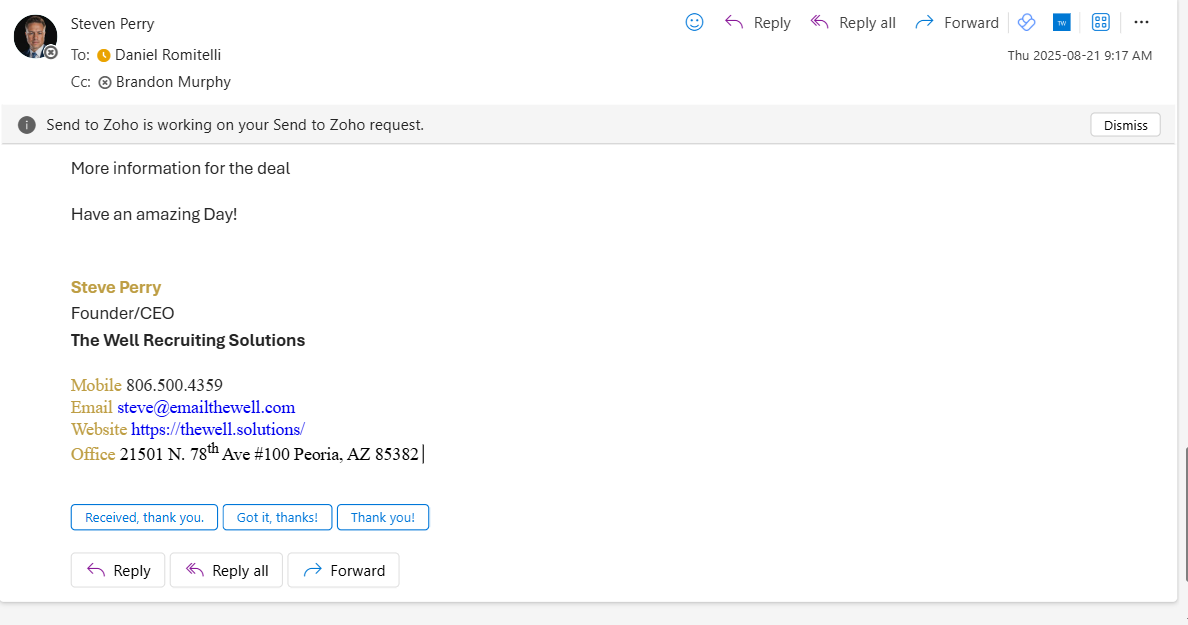 Steven Perry
Reply
Reply all
Forward
TW
To: Daniel Romitelli
Thu 2025-08-21 9:17 AM
Cc: Brandon Murphy
Send to Zoho is working on your Send to Zoho request.
Dismiss
More information for the deal
Have an amazing Day!
Steve Perry
Founder/CEO
The Well Recruiting Solutions
Mobile 806.500.4359
Email steve@emailthewell.com
Website https://thewell.solutions/
Office 21501 N. 78th Ave #100 Peoria, AZ 85382
Received, thank you.
Got it, thanks!
Thank you!
Reply
Reply all
Forward